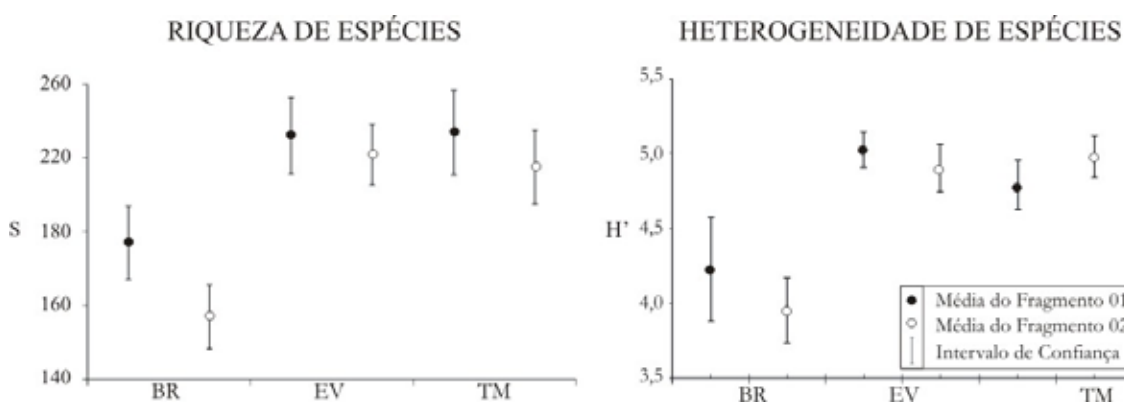 RIQUEZA DE ESPÉCIES
260
220
S
180
160
140
BR
EV
TM
HETEROGENEIDADE DE ESPÉCIES
5,5
5,0
4,5
H'
4,0
3,5
Média do Fragmento 01
Média do Fragmento 02
Intervalo de Confiança
BR
EV
TM